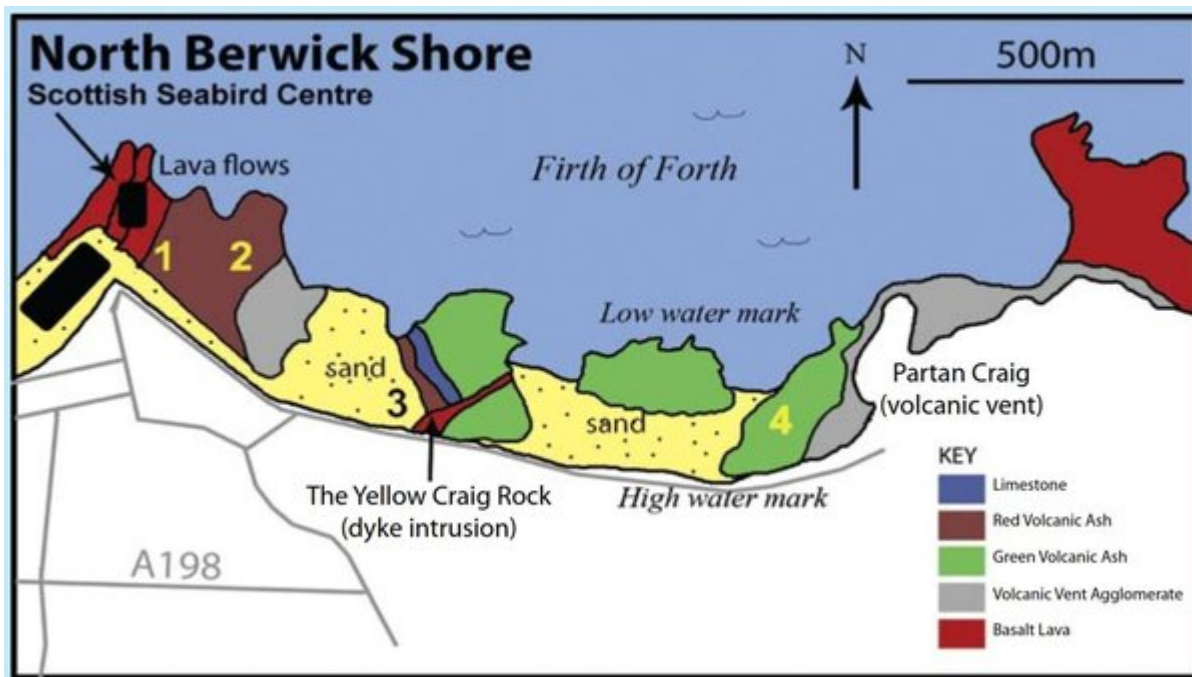 North Berwick Shore
Scottish Seabird Centre
N
500m
Lava flows
Firth of Forth
1
2
Low water mark
sand
3
sand
4
Partan Craig
(volcanic vent)
The Yellow Craig Rock
(dyke intrusion)
High water mark
A198
KEY
Limestone
Red Volcanic Ash
Green Volcanic Ash
Volcanic Vent Agglomerate
Basalt Lava